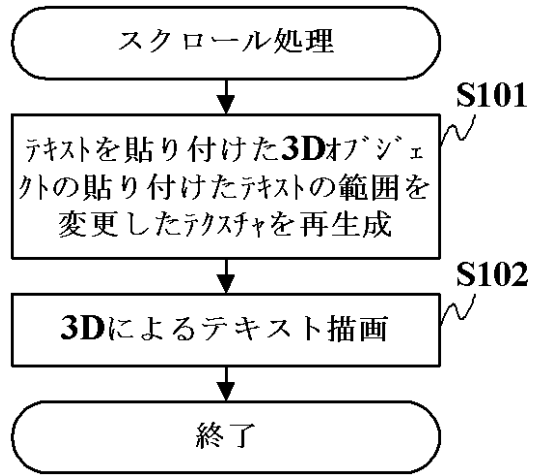 スクロール処理
S101
ﾃｷｽﾄを貼り付けた3Dｵﾌﾞｼﾞｪ
ｸﾄの貼り付けたﾃｷｽﾄの範囲を
変更したﾃｸｽﾁｬを再生成
S102
3Dによるテキスト描画
終了